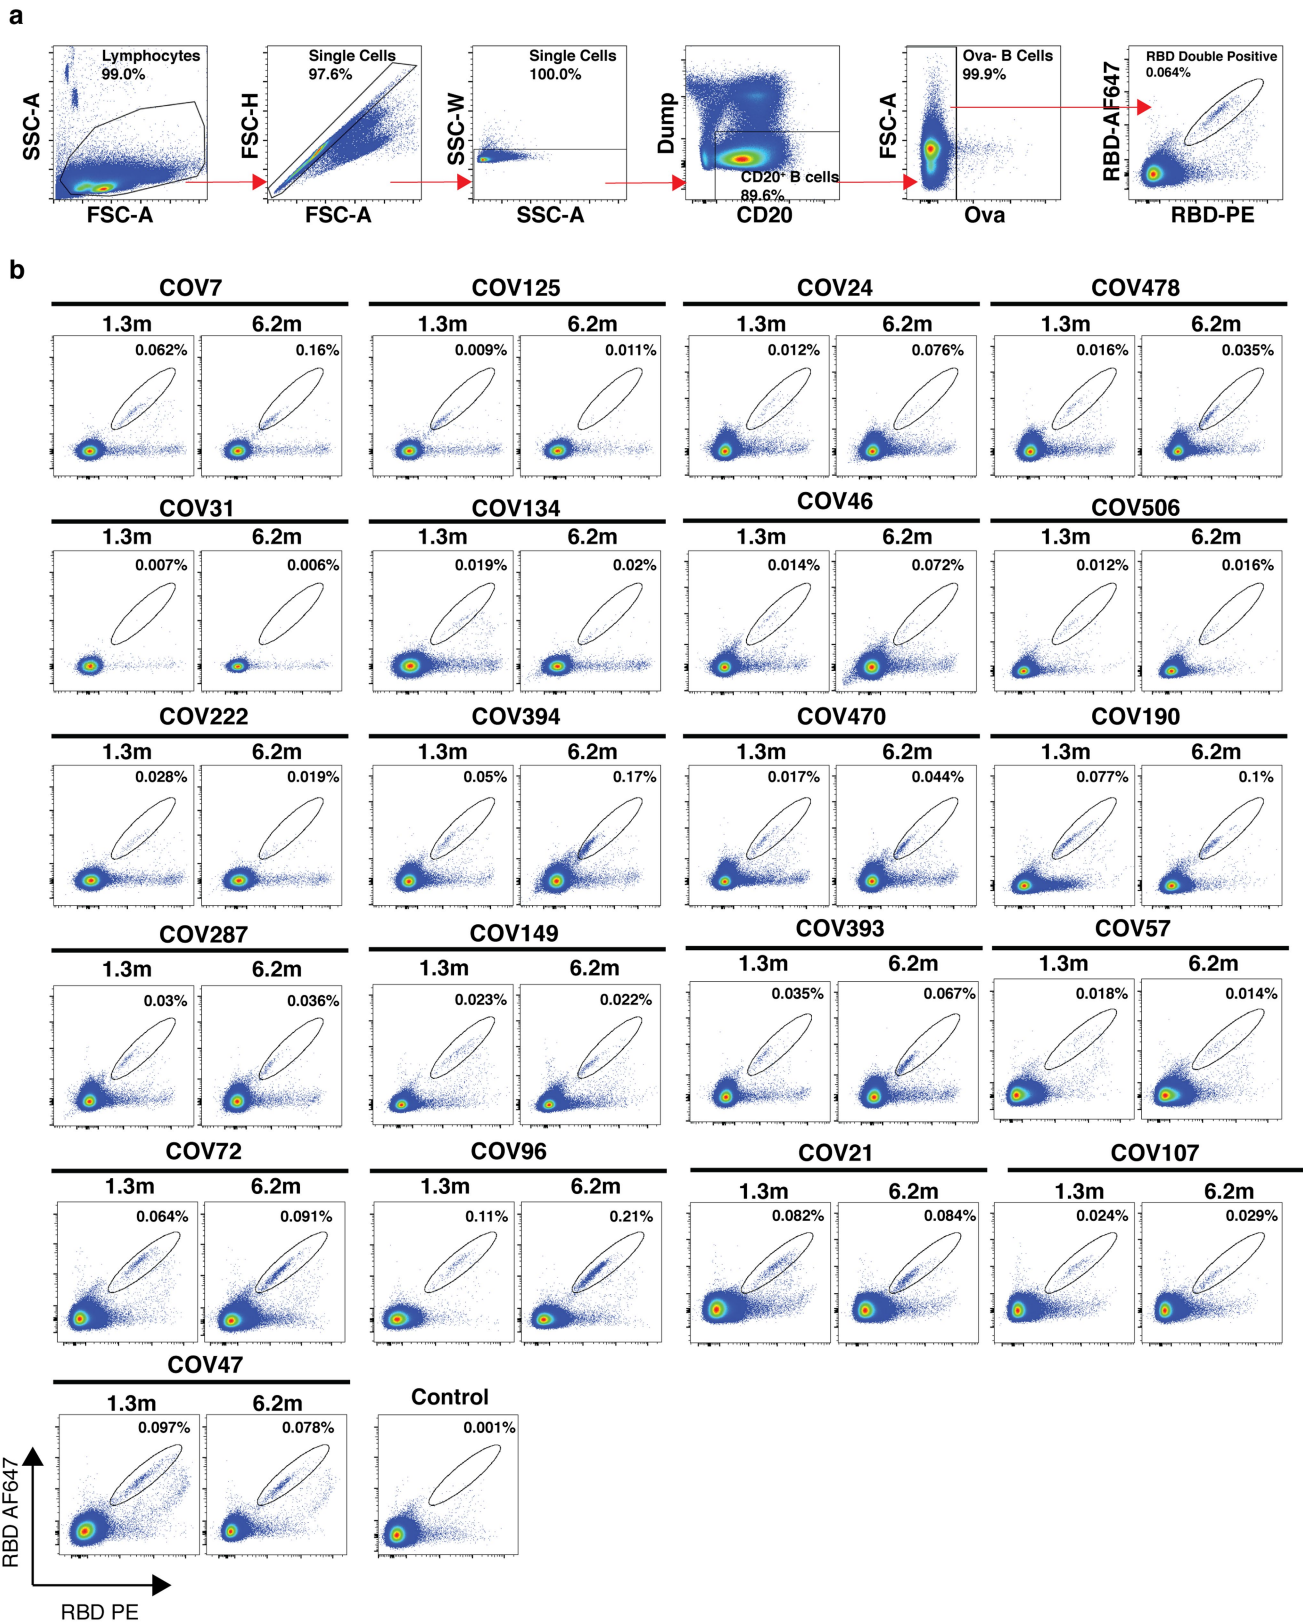 a
Lymphocytes
99.0%
SSC-A
FSC-A
Single Cells
97.6%
FSC-H
FSC-A
Single Cells
100.0%
SSC-W
SSC-A
CD20+ B cells
89.6%
Dump
CD20
Ova- B Cells
99.9%
FSC-A
Ova
RBD Double Positive
0.064%
RBD-AF647
RBD-PE
b
COV7 COV125 COV24 COV478
1.3m 6.2m 1.3m 6.2m 1.3m 6.2m 1.3m 6.2m
0.062% 0.16% 0.009% 0.011% 0.012% 0.076% 0.016% 0.035%
COV31 COV134 COV46 COV506
1.3m 6.2m 1.3m 6.2m 1.3m 6.2m 1.3m 6.2m
0.007% 0.006% 0.019% 0.02% 0.014% 0.072% 0.012% 0.016%
COV222 COV394 COV470 COV190
1.3m 6.2m 1.3m 6.2m 1.3m 6.2m 1.3m 6.2m
0.028% 0.019% 0.05% 0.17% 0.017% 0.044% 0.077% 0.1%
COV287 COV149 COV393 COV57
1.3m 6.2m 1.3m 6.2m 1.3m 6.2m 1.3m 6.2m
0.03% 0.036% 0.023% 0.022% 0.035% 0.067% 0.018% 0.014%
COV72 COV96 COV21 COV107
1.3m 6.2m 1.3m 6.2m 1.3m 6.2m 1.3m 6.2m
0.064% 0.091% 0.11% 0.21% 0.082% 0.084% 0.024% 0.029%
COV47 Control
1.3m 6.2m
0.097% 0.078% 0.001%
RBD AF647
RBD PE